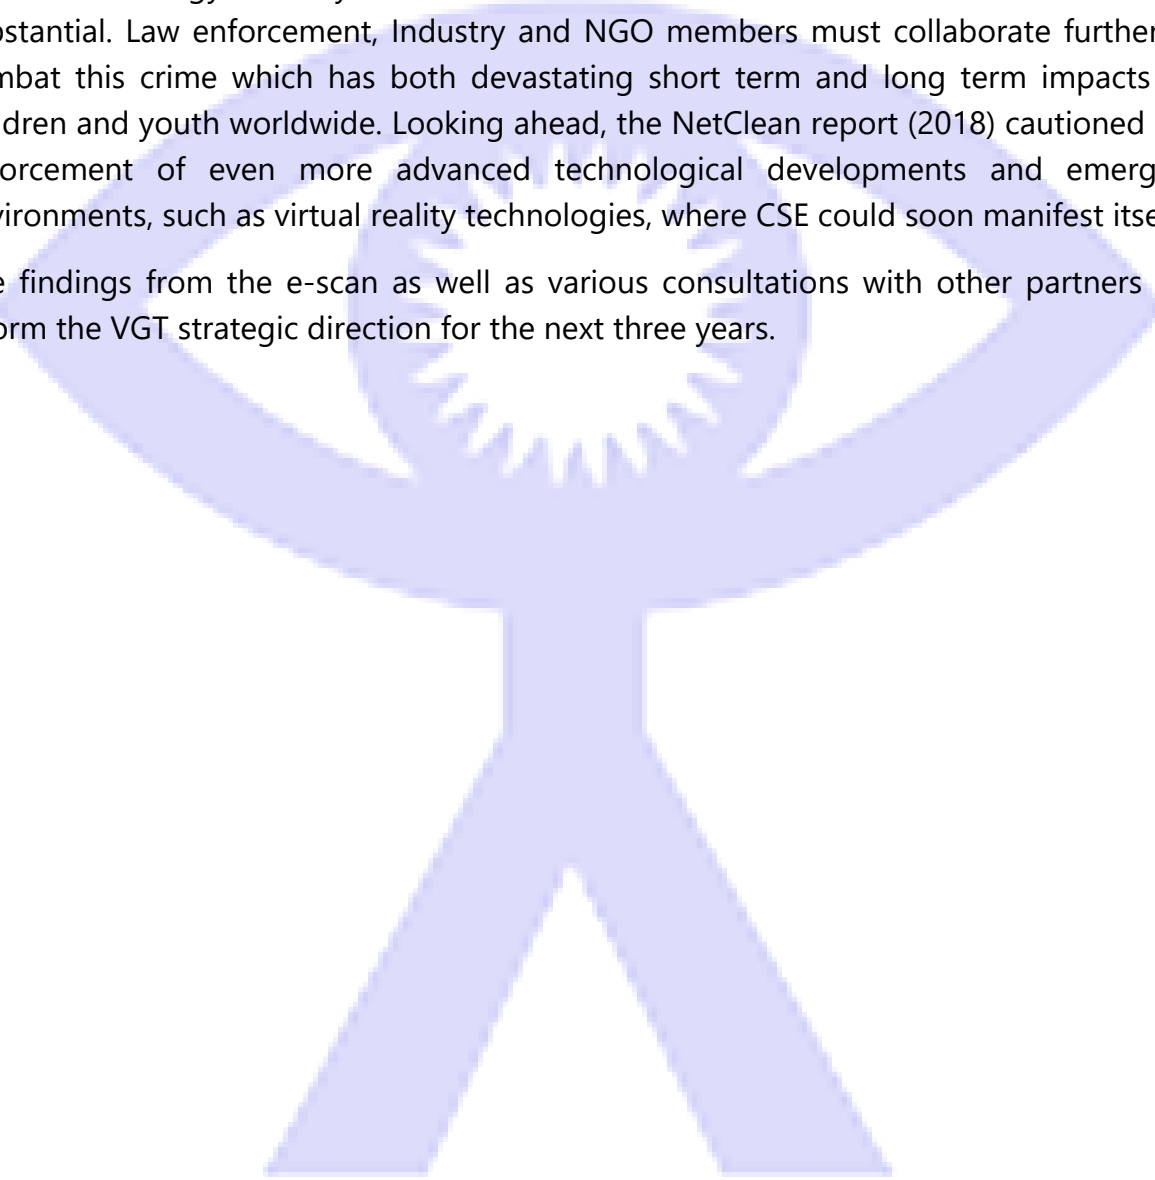 bstantial. Law enforcement, Industry and NGO members must collaborate further
mbat this crime which has both devastating short term and long term impacts
ldren and youth worldwide. Looking ahead, the NetClean report (2018) cautioned
forcement of even more advanced technological developments and emerg
vironments, such as virtual reality technologies, where CSE could soon manifest itse
e findings from the e-scan as well as various consultations with other partners
orm the VGT strategic direction for the next three years.